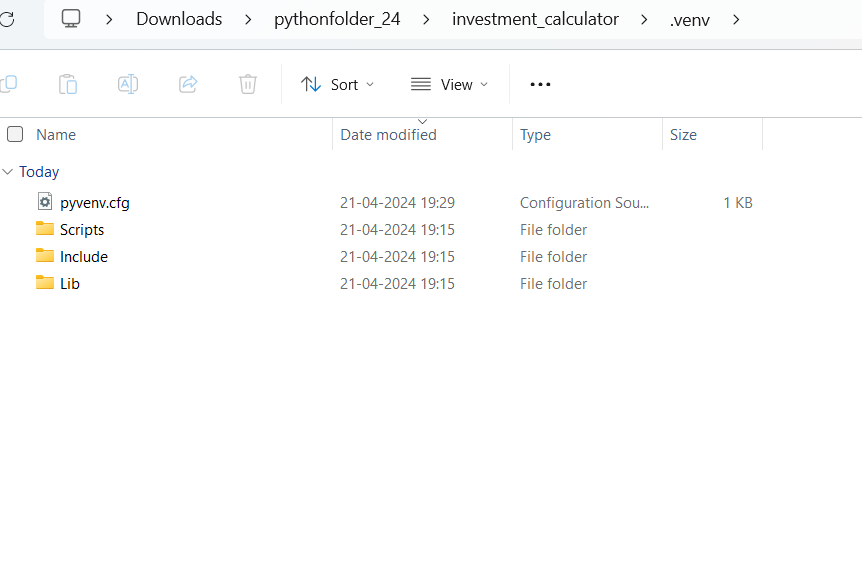 Downloads > pythonfolder_24 > investment_calculator > .venv >
Sort View
Name Date modified Type Size
Today
pyvenv.cfg 21-04-2024 19:29 Configuration Sou... 1 KB
Scripts 21-04-2024 19:15 File folder
Include 21-04-2024 19:15 File folder
Lib 21-04-2024 19:15 File folder